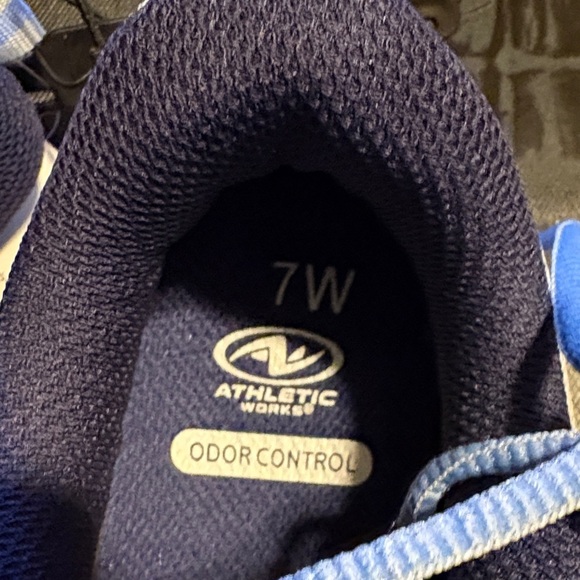 7W
ATHLETIC
WORKS®
ODOR CONTROL